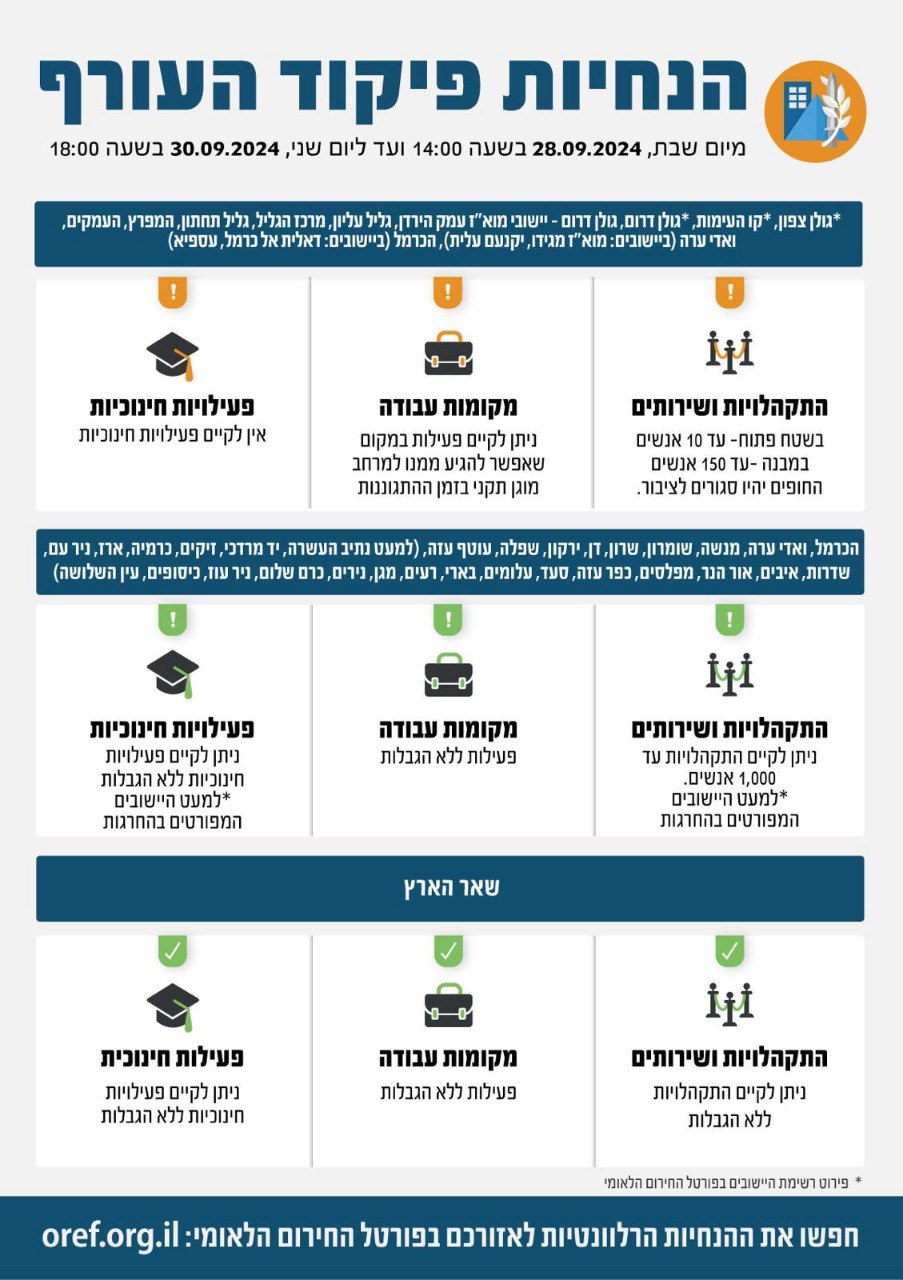 הנחיות פיקוד העורף
מיום שבת, 28.09.2024 בשעה 14:00 ועד ליום שני, 30.09.2024 בשעה 18:00
*גולן צפון, *קו העימות, *גולן דרום, גולן דרום - יישובי מוא"ז עמק הירדן, גליל עליון, מרכז הגליל, גליל תחתון, המפרץ, העמקים,
ואדי ערה (ביישובים: מוא"ז מגידו, יקנעם עלית), הכרמל (ביישובים: דאלית אל כרמל, עספיא)
התקהלויות ושירותים
בשטח פתוח- עד 10 אנשים
במבנה -עד 150 אנשים
החופים יהיו סגורים לציבור.
מקומות עבודה
ניתן לקיים פעילות במקום
שאפשר להגיע ממנו למרחב
מוגן תקני בזמן ההתגוננות
פעילויות חינוכיות
אין לקיים פעילויות חינוכיות
הכרמל, ואדי ערה, מנשה, שומרון, שרון, דן, ירקון, שפלה, עוטף עזה, (למעט נתיב העשרה, יד מרדכי, זיקים, כרמיה, ארז, ניר עם,
שדרות, איבים, אור הנר, מפלסים, כפר עזה, סעד, עלומים, בארי, רעים, מגן, נירים, כרם שלום, ניר עוז, כיסופים, עין השלושה)
התקהלויות ושירותים
ניתן לקיים התקהלויות עד
1,000 אנשים.
*למעט היישובים
המפורטים בהחרגות
מקומות עבודה
פעילות ללא הגבלות
פעילויות חינוכיות
ניתן לקיים פעילויות
חינוכיות ללא הגבלות
*למעט היישובים
המפורטים בהחרגות
שאר הארץ
התקהלויות ושירותים
ניתן לקיים התקהלויות
ללא הגבלות
מקומות עבודה
פעילות ללא הגבלות
פעילות חינוכית
ניתן לקיים פעילויות
חינוכיות ללא הגבלות
* פירוט רשימת היישובים בפורטל החירום הלאומי
חפשו את ההנחיות הרלוונטיות לאזורכם בפורטל החירום הלאומי: oref.org.il